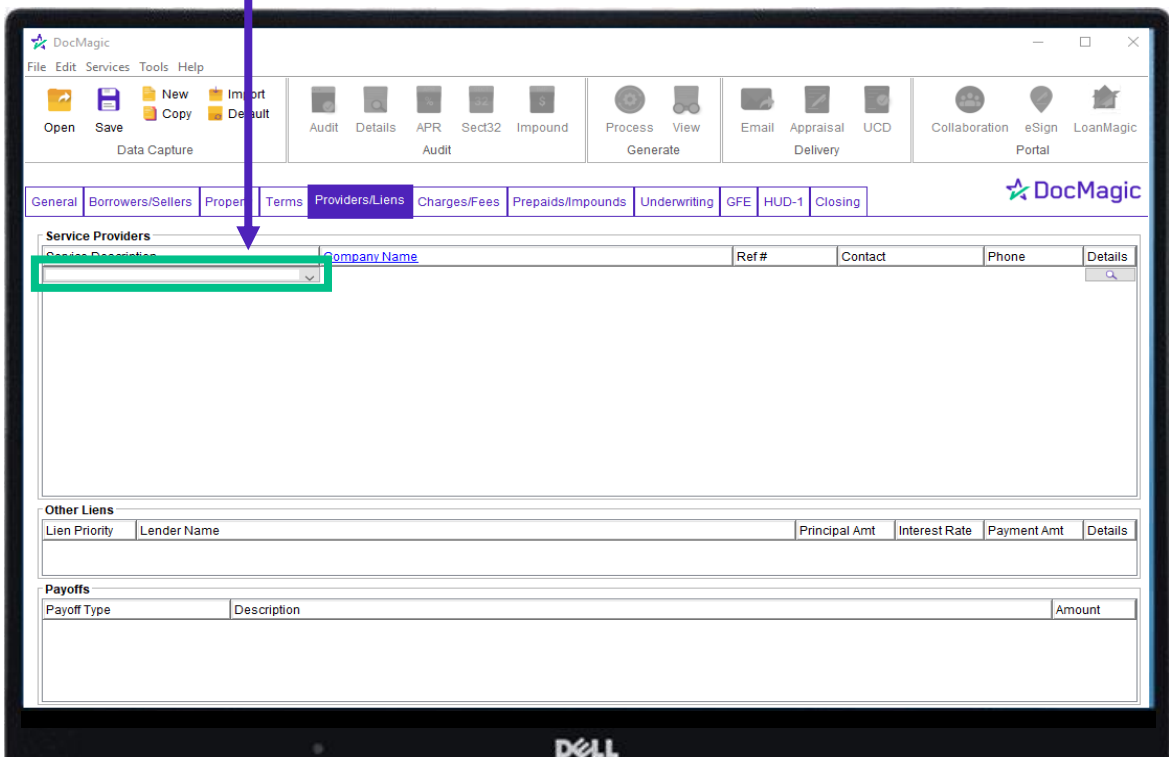 DocMagic
File Edit Services Tools Help
New Import
Copy Default
Open Save Audit Details APR Sect32 Impound Process View Email Appraisal UCD Collaboration eSign LoanMagic
Data Capture Audit Generate Delivery Portal
DocMagic
General Borrowers/Sellers Proper Terms Providers/Liens Charges/Fees Prepaids/Impounds Underwriting GFE HUD-1 Closing
Service Providers
Service Description Company Name Ref # Contact Phone Details
Other Liens
Lien Priority Lender Name Principal Amt Interest Rate Payment Amt Details
Payoffs
Payoff Type Description Amount
DELL